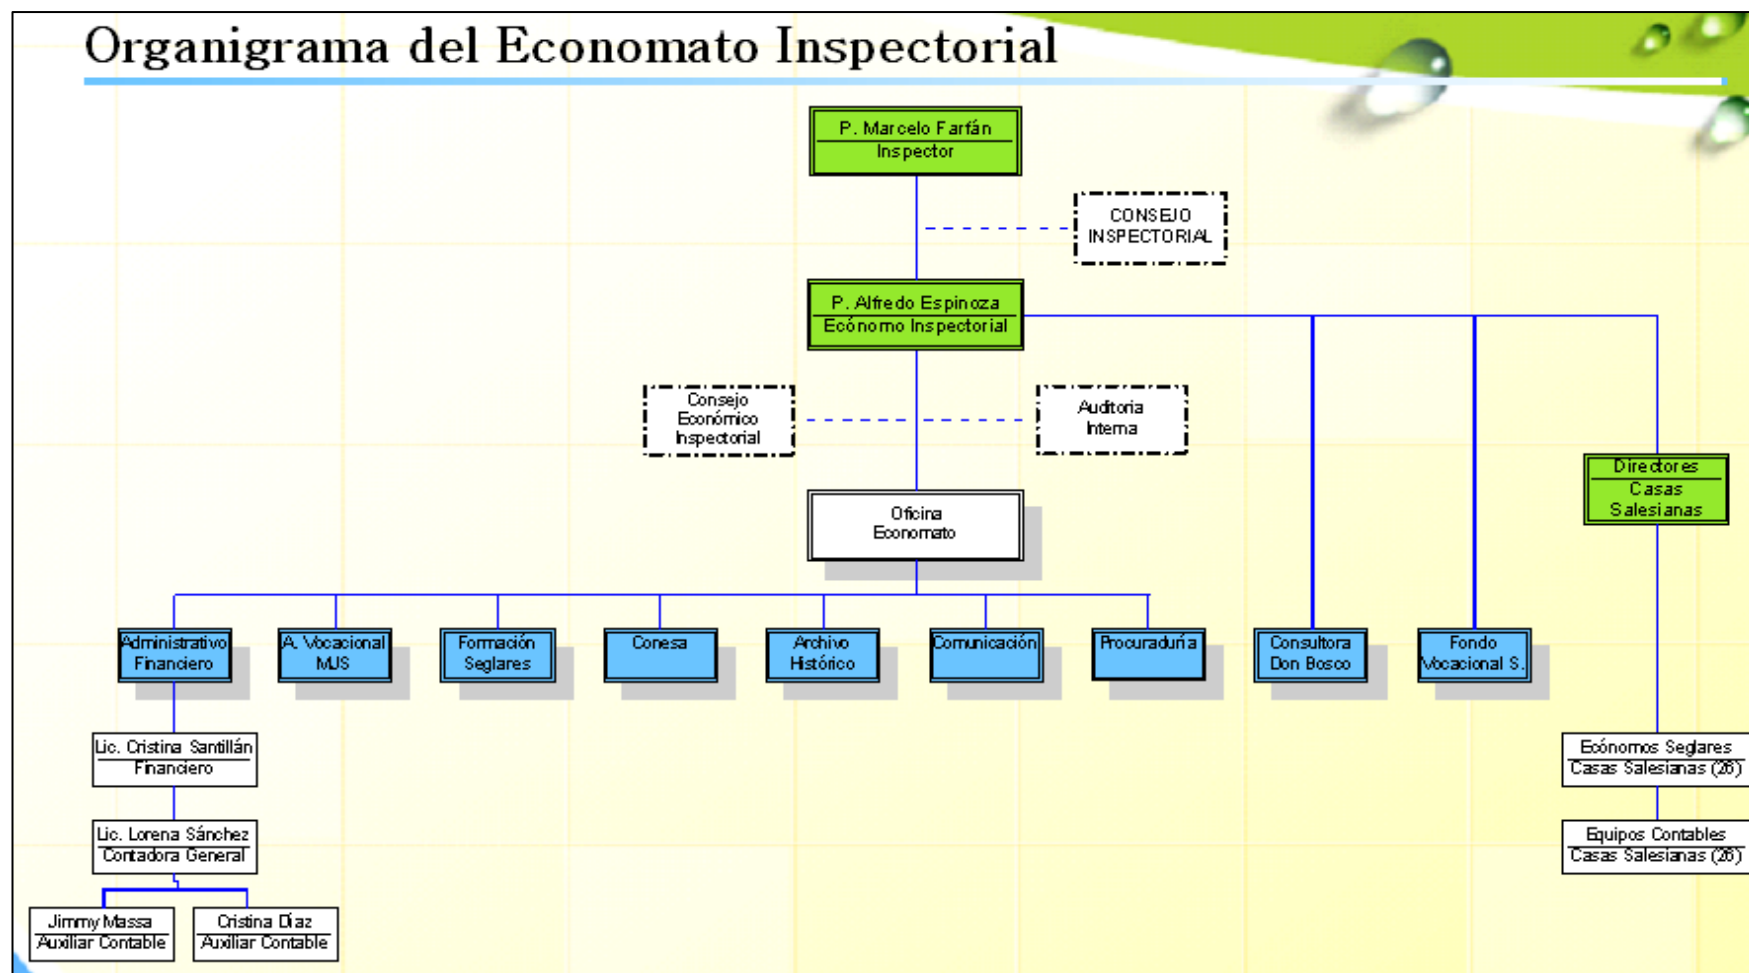 Organigrama del Economato Inspectorial
P. Marcelo Farfán
Inspector
CONSEJO
INSPECTORIAL
P. Alfredo Espinoza
Ecónomo Inspectorial
Consejo
Económico
Inspectorial
Auditoria
Interna
Directores
Casas
Salesianas
Oficina
Economato
Administrativo
Financiero
A. Vocacional
MJS
Formación
Seglares
Conesa
Archivo
Histórico
Comunicación
Procuraduría
Consultora
Don Bosco
Fondo
Vocacional S.
Lic. Cristina Santillán
Financiero
Ecónomos Seglares
Casas Salesianas (26)
Lic. Lorena Sánchez
Contadora General
Equipos Contables
Casas Salesianas (26)
Jimmy Massa
Auxiliar Contable
Cristina Díaz
Auxiliar Contable